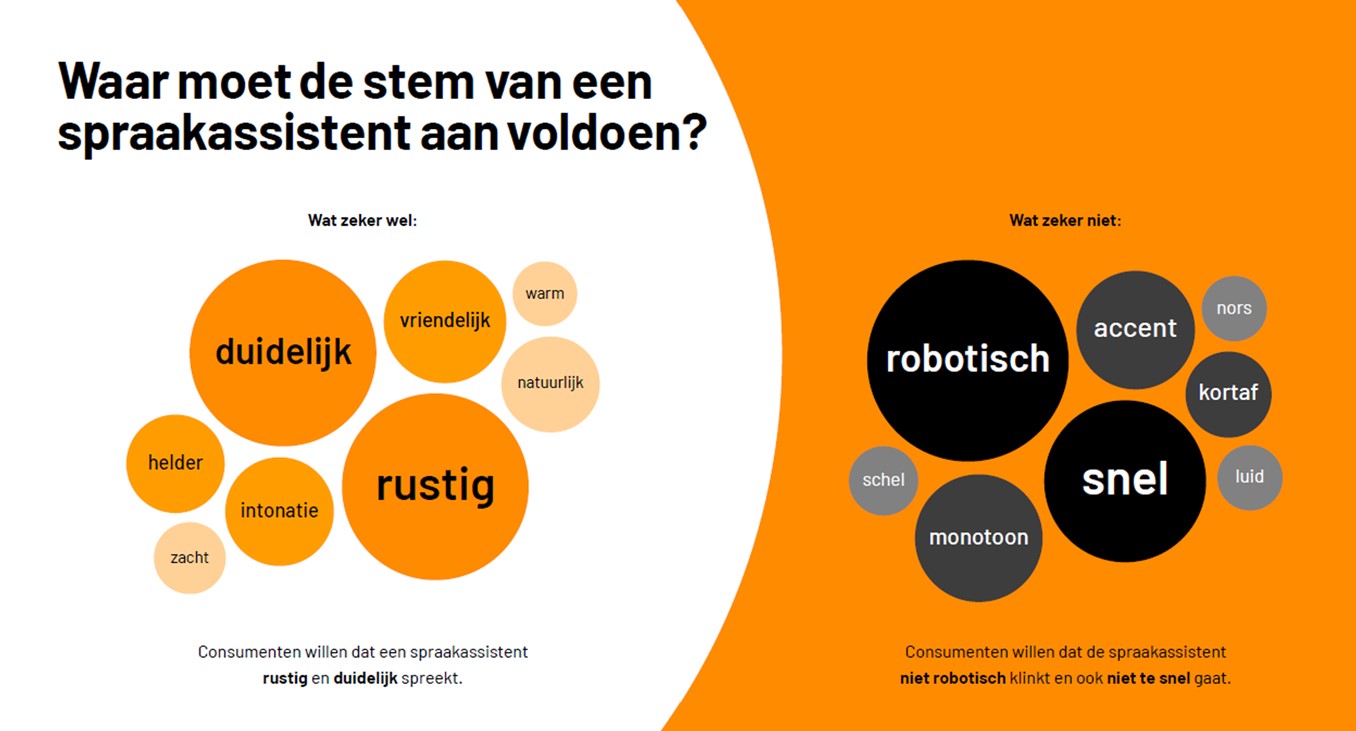 Waar moet de stem van een
spraakassistent aan voldoen?
Wat zeker wel:
duidelijk
vriendelijk
warm
natuurlijk
helder
intonatie
rustig
zacht
Consumenten willen dat een spraakassistent
rustig en duidelijk spreekt.
Wat zeker niet:
robotisch
accent
nors
kortaf
schel
monotoon
snel
luid
Consumenten willen dat de spraakassistent
niet robotisch klinkt en ook niet te snel gaat.